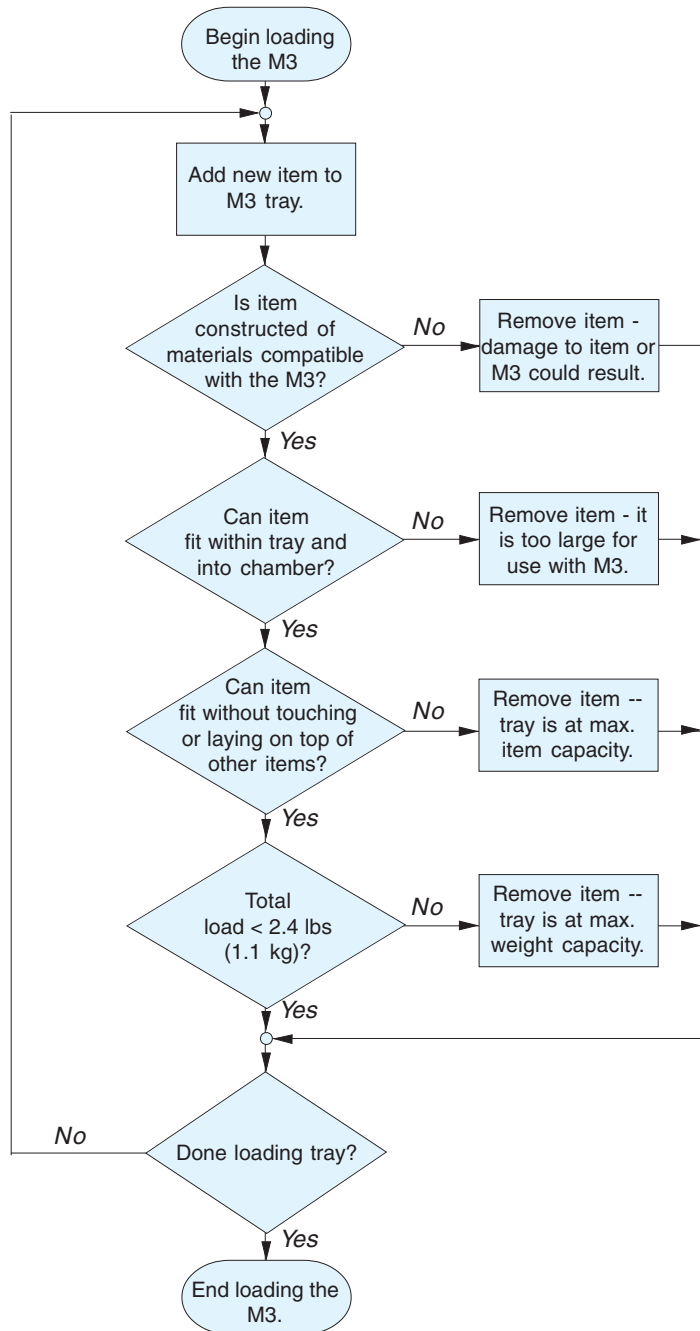 Begin loading
the M3
Add new item to
M3 tray.
Is item
constructed of
materials compatible
with the M3?
No
Remove item -
damage to item or
M3 could result.
Yes
Can item
fit within tray and
into chamber?
No
Remove item - it
is too large for
use with M3.
Yes
Can item
fit without touching
or laying on top of
other items?
No
Remove item --
tray is at max.
item capacity.
Yes
Total
load < 2.4 lbs
(1.1 kg)?
No
Remove item --
tray is at max.
weight capacity.
Yes
Done loading tray?
No
Yes
End loading the
M3.